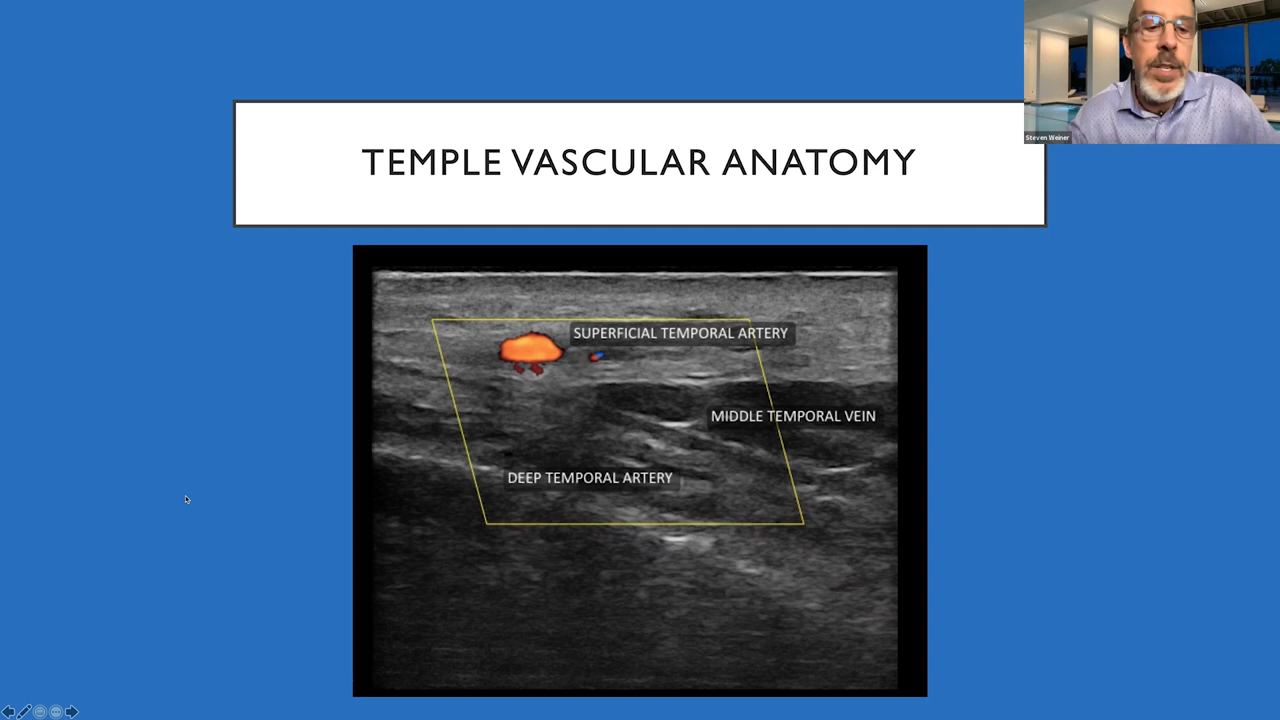 Steven Weiner
TEMPLE VASCULAR ANATOMY
SUPERFICIAL TEMPORAL ARTERY
MIDDLE TEMPORAL VEIN
DEEP TEMPORAL ARTERY